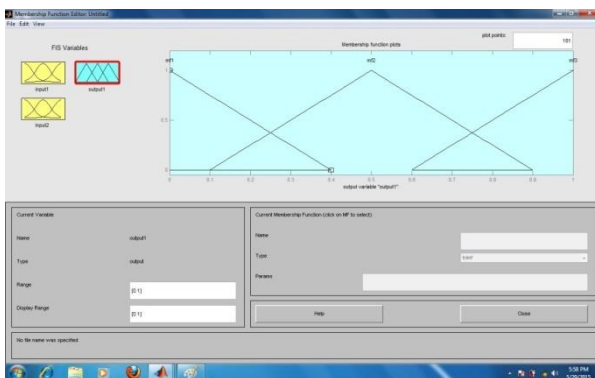 Membership Function Editor: Untitled
File Edit View
FIS Variables
input1
output1
input2
plot points:
181
Membership function plots
mf1
mf2
mf3
1
0.5
0
0 0.1 0.2 0.3 0.4 0.5 0.6 0.7 0.8 0.9 1
output variable "output1"
Current Variable
Name output1
Type output
Range [0 1]
Display Range [0 1]
Current Membership Function (click on MF to select)
Name
Type trimf
Params
Help
Close
No file name was specified
5:58 PM
5/20/2015